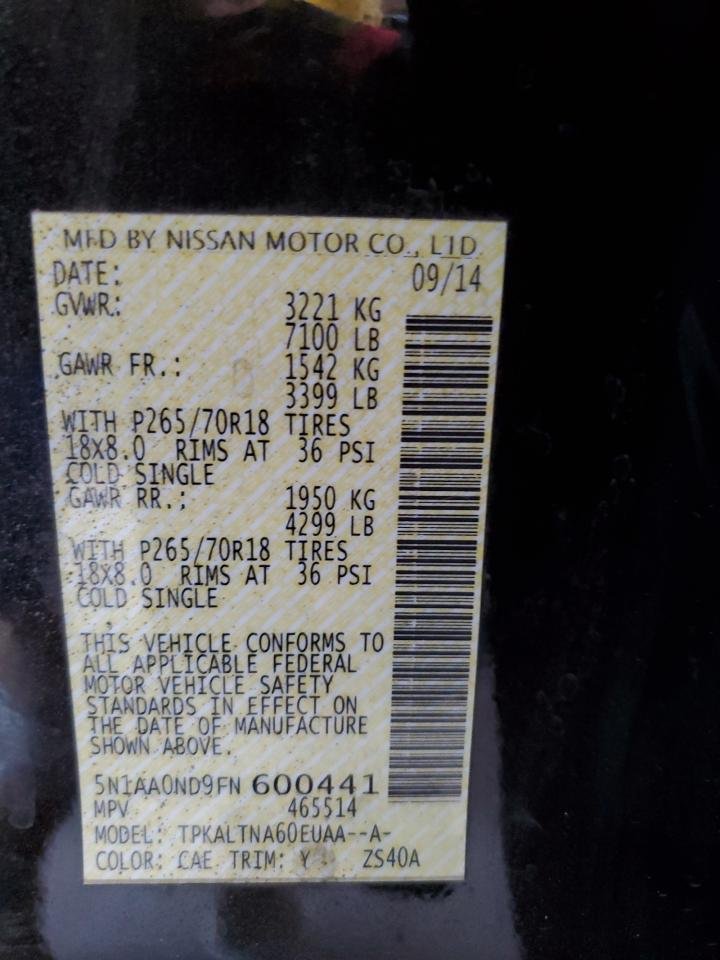 MFD BY NISSAN MOTOR CO., LTD
DATE: 09/14
GVWR: 3221 KG
7100 LB
GAWR FR.: 1542 KG
3399 LB
WITH P265/70R18 TIRES
18X8.0 RIMS AT 36 PSI
COLD SINGLE
GAWR RR.: 1950 KG
4299 LB
WITH P265/70R18 TIRES
18X8.0 RIMS AT 36 PSI
COLD SINGLE
THIS VEHICLE CONFORMS TO
ALL APPLICABLE FEDERAL
MOTOR VEHICLE SAFETY
STANDARDS IN EFFECT ON
THE DATE OF MANUFACTURE
SHOWN ABOVE.
5N1AA0ND9FN 600441
MPV 465514
MODEL: TPKALTNA60EUAA--A-
COLOR: CAE TRIM: Y ZS40A